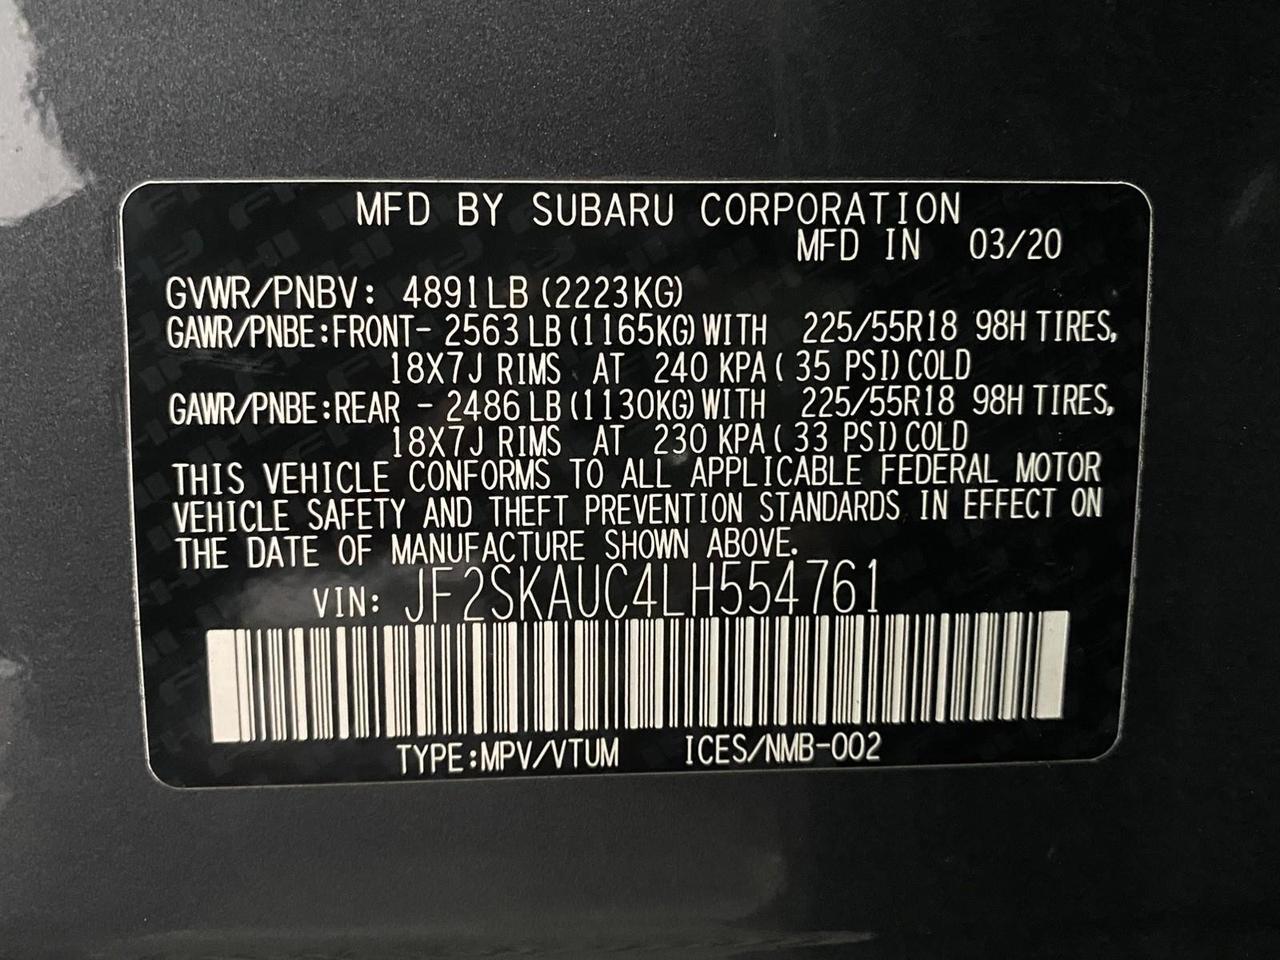 MFD BY SUBARU CORPORATION
MFD IN 03/20
GVWR/PNBV: 4891LB (2223KG)
GAWR/PNBE:FRONT- 2563 LB (1165KG) WITH 225/55R18 98H TIRES,
18X7J RIMS AT 240 KPA ( 35 PSI) COLD
GAWR/PNBE:REAR - 2486 LB (1130KG) WITH 225/55R18 98H TIRES,
18X7J RIMS AT 230 KPA ( 33 PSI) COLD
THIS VEHICLE CONFORMS TO ALL APPLICABLE FEDERAL MOTOR
VEHICLE SAFETY AND THEFT PREVENTION STANDARDS IN EFFECT ON
THE DATE OF MANUFACTURE SHOWN ABOVE.
VIN: JF2SKAUC4LH554761
TYPE:MPV/VTUM ICES/NMB-002